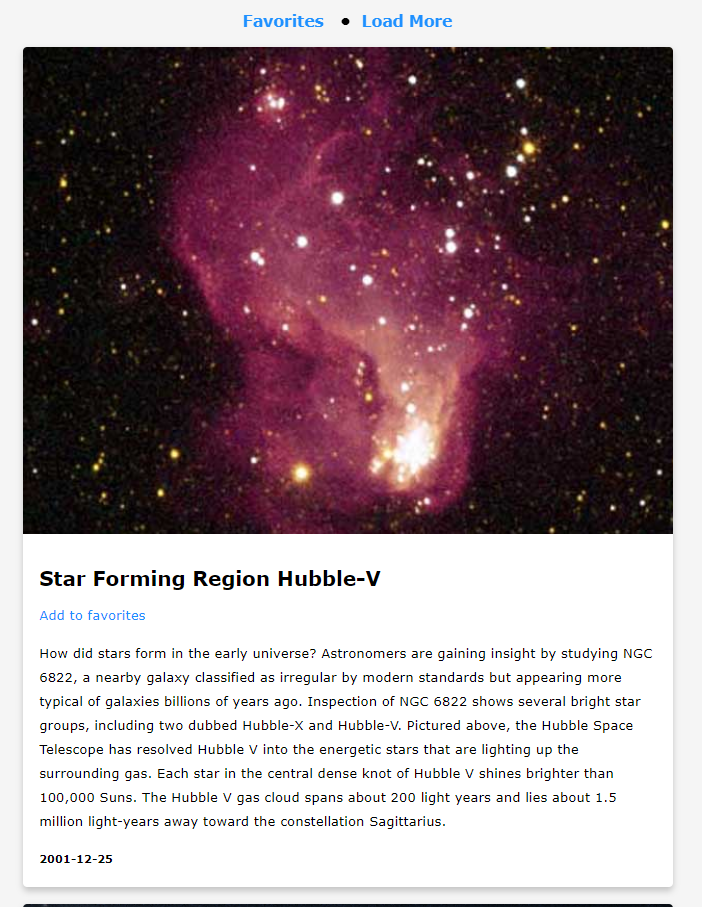 Favorites • Load More
Star Forming Region Hubble-V
Add to favorites
How did stars form in the early universe? Astronomers are gaining insight by studying NGC
6822, a nearby galaxy classified as irregular by modern standards but appearing more
typical of galaxies billions of years ago. Inspection of NGC 6822 shows several bright star
groups, including two dubbed Hubble-X and Hubble-V. Pictured above, the Hubble Space
Telescope has resolved Hubble V into the energetic stars that are lighting up the
surrounding gas. Each star in the central dense knot of Hubble V shines brighter than
100,000 Suns. The Hubble V gas cloud spans about 200 light years and lies about 1.5
million light-years away toward the constellation Sagittarius.
2001-12-25